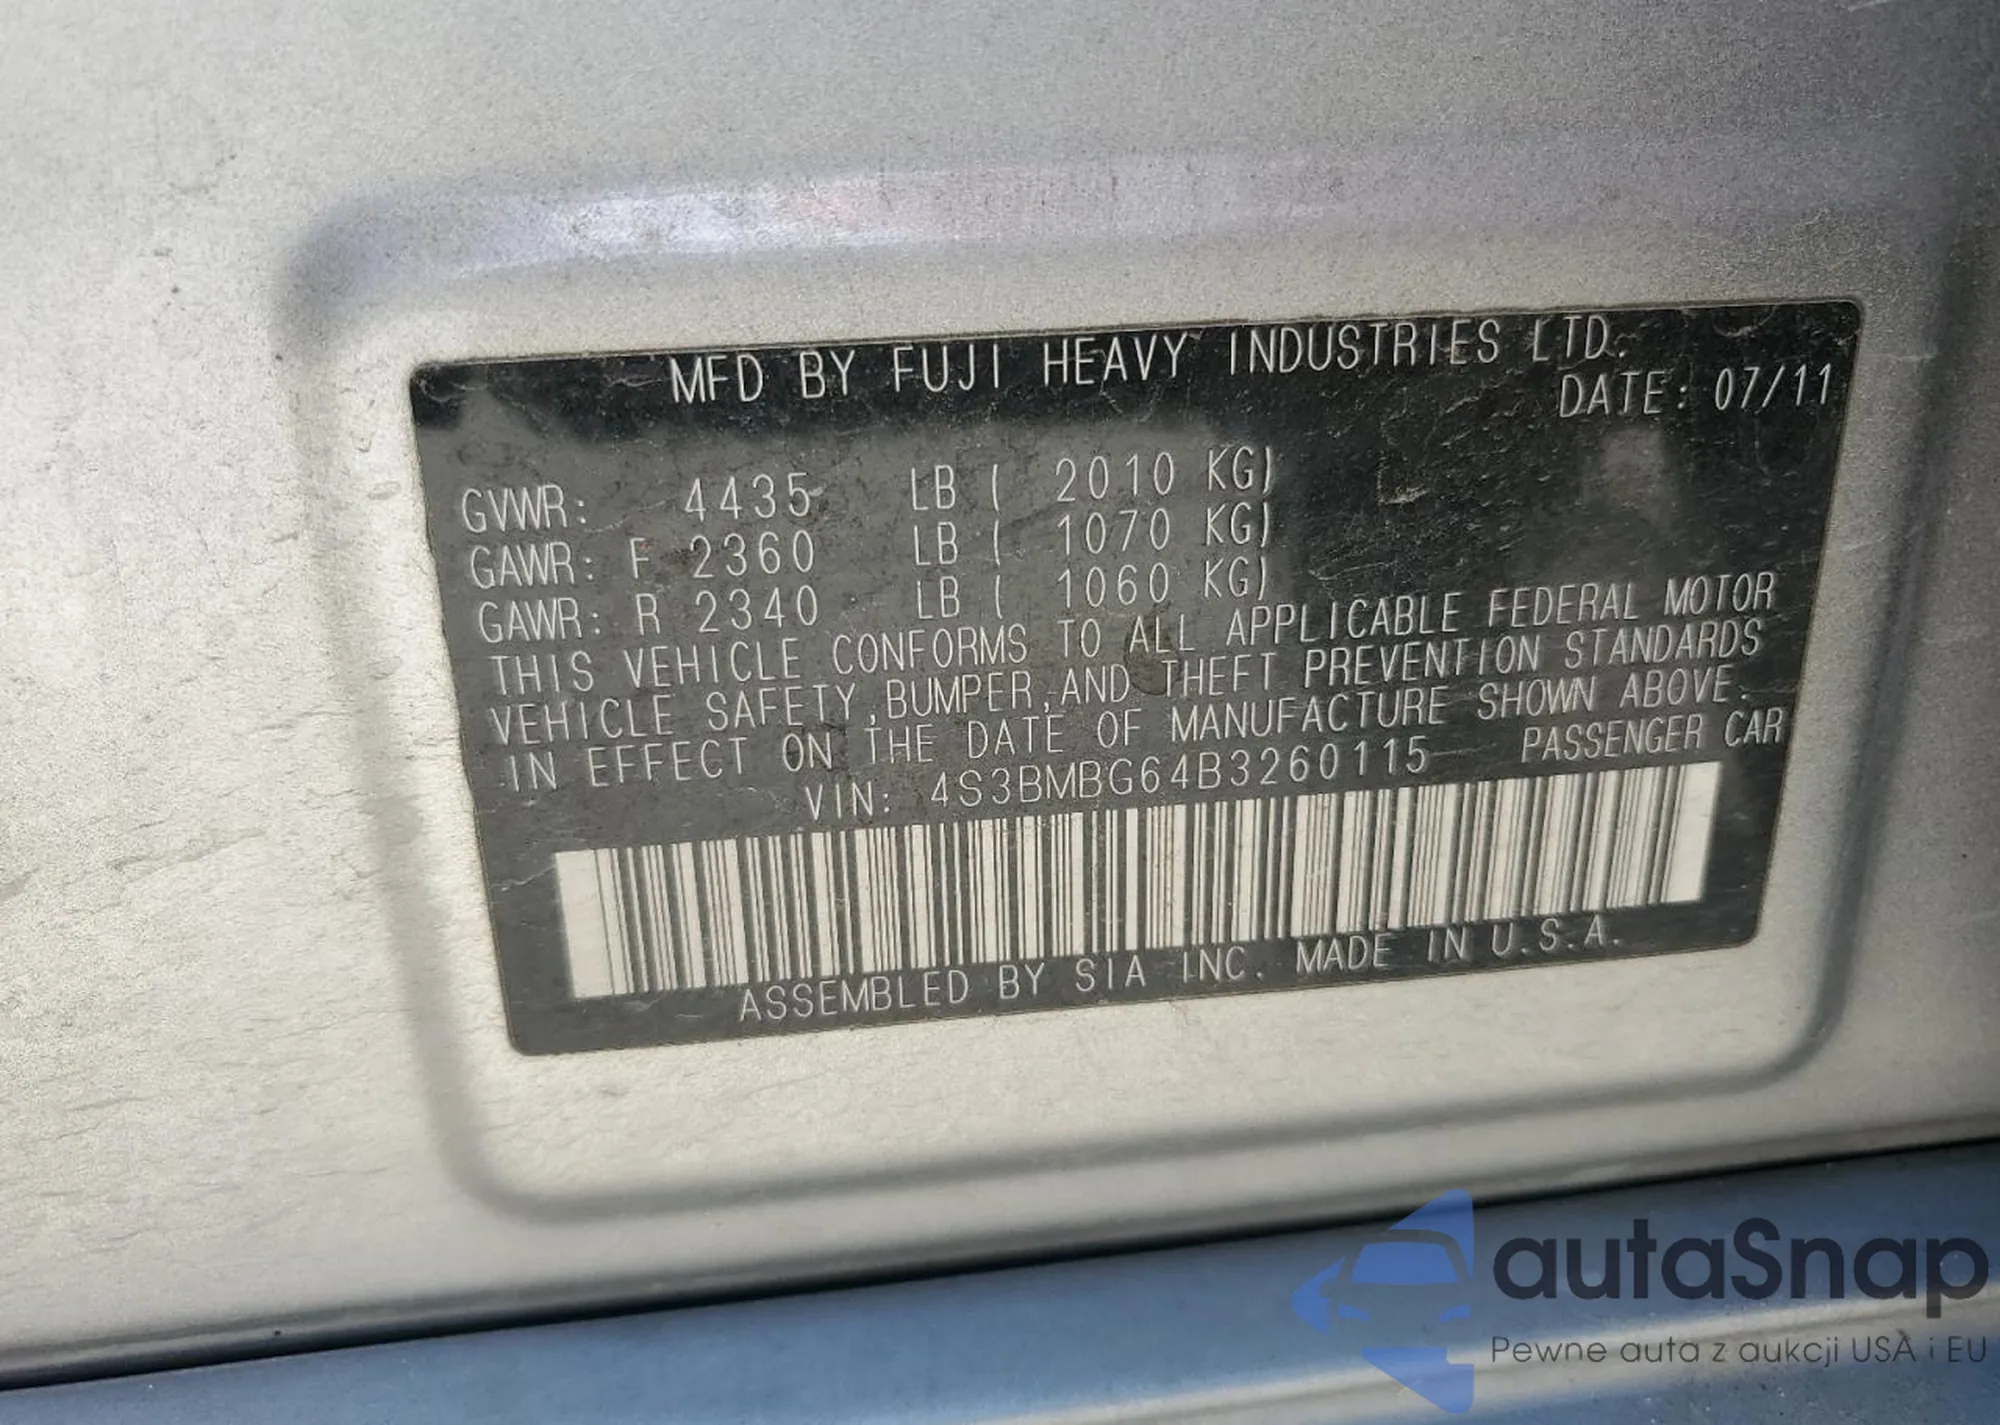 MFD BY FUJI HEAVY INDUSTRIES LTD.
DATE: 07/11
GVWR: 4435 LB ( 2010 KG)
GAWR: F 2360 LB ( 1070 KG)
GAWR: R 2340 LB ( 1060 KG)
THIS VEHICLE CONFORMS TO ALL APPLICABLE FEDERAL MOTOR
VEHICLE SAFETY,BUMPER,AND THEFT PREVENTION STANDARDS
IN EFFECT ON THE DATE OF MANUFACTURE SHOWN ABOVE.
VIN: 4S3BMBG64B3260115 PASSENGER CAR
ASSEMBLED BY SIA INC. MADE IN U.S.A.
autaSnap
Pewne auta z aukcji USA i EU